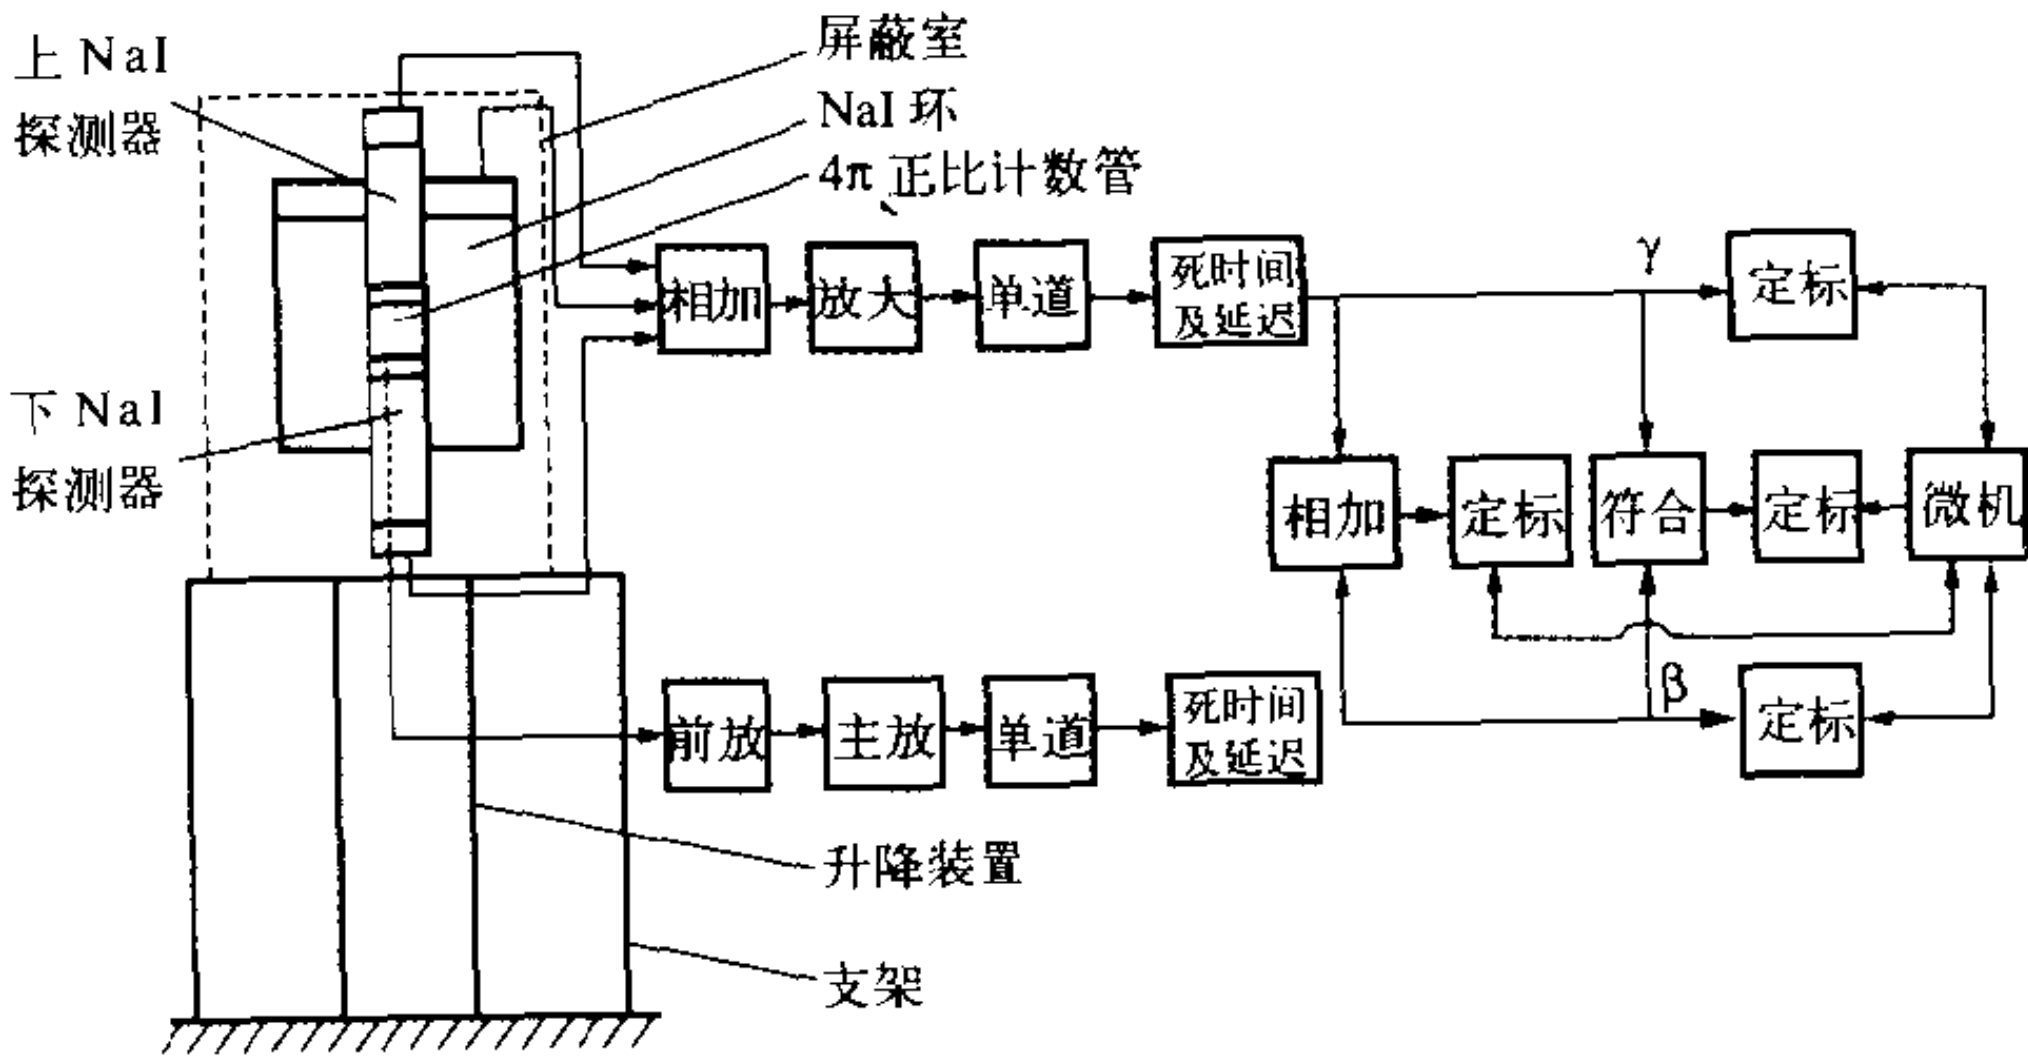 上 NaI
探测器
屏蔽室
NaI 环
4π 正比计数管
下 NaI
探测器
相加
放大
单道
死时间
及延迟
γ
定标
相加
定标
符合
定标
微机
β
定标
前放
主放
单道
死时间
及延迟
升降装置
支架